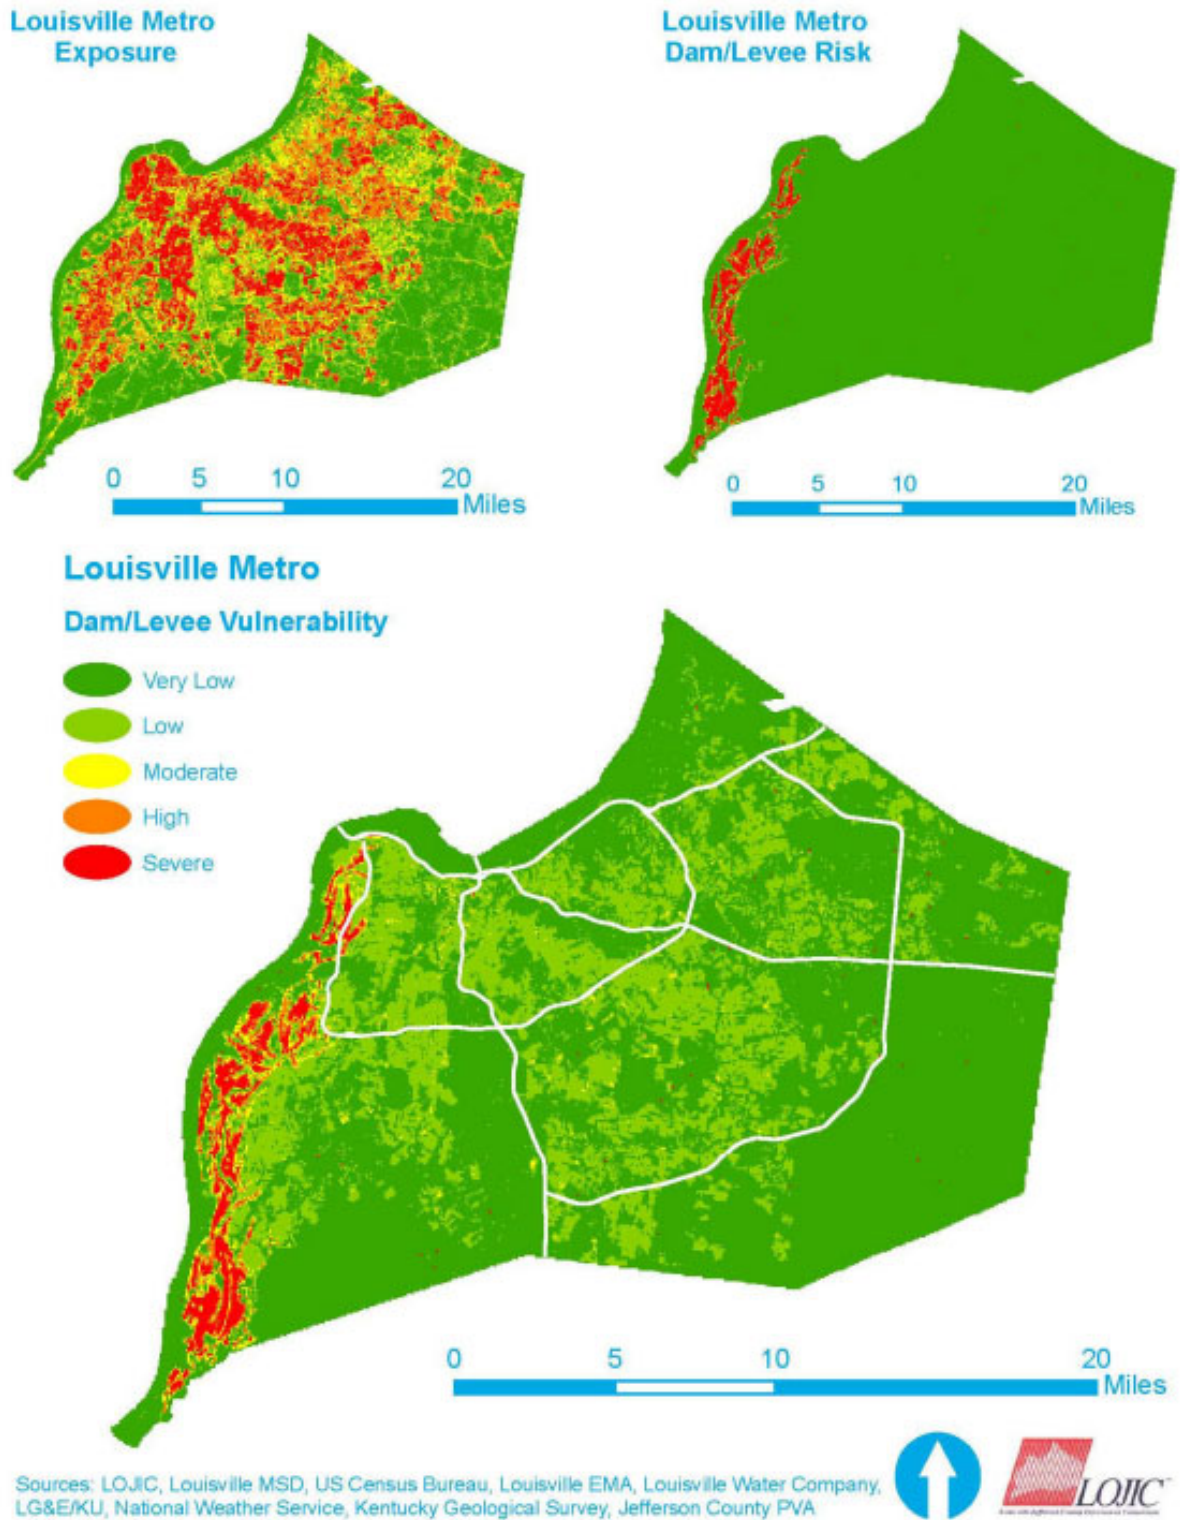 Louisville Metro
Exposure
Louisville Metro
Dam/Levee Risk
0 5 10 20
Miles
0 5 10 20
Miles
Louisville Metro
Dam/Levee Vulnerability
Very Low
Low
Moderate
High
Severe
0 5 10 20
Miles
Sources: LOJIC, Louisville MSD, US Census Bureau, Louisville EMA, Louisville Water Company,
LG&E/KU, National Weather Service, Kentucky Geological Survey, Jefferson County PVA
LOJIC